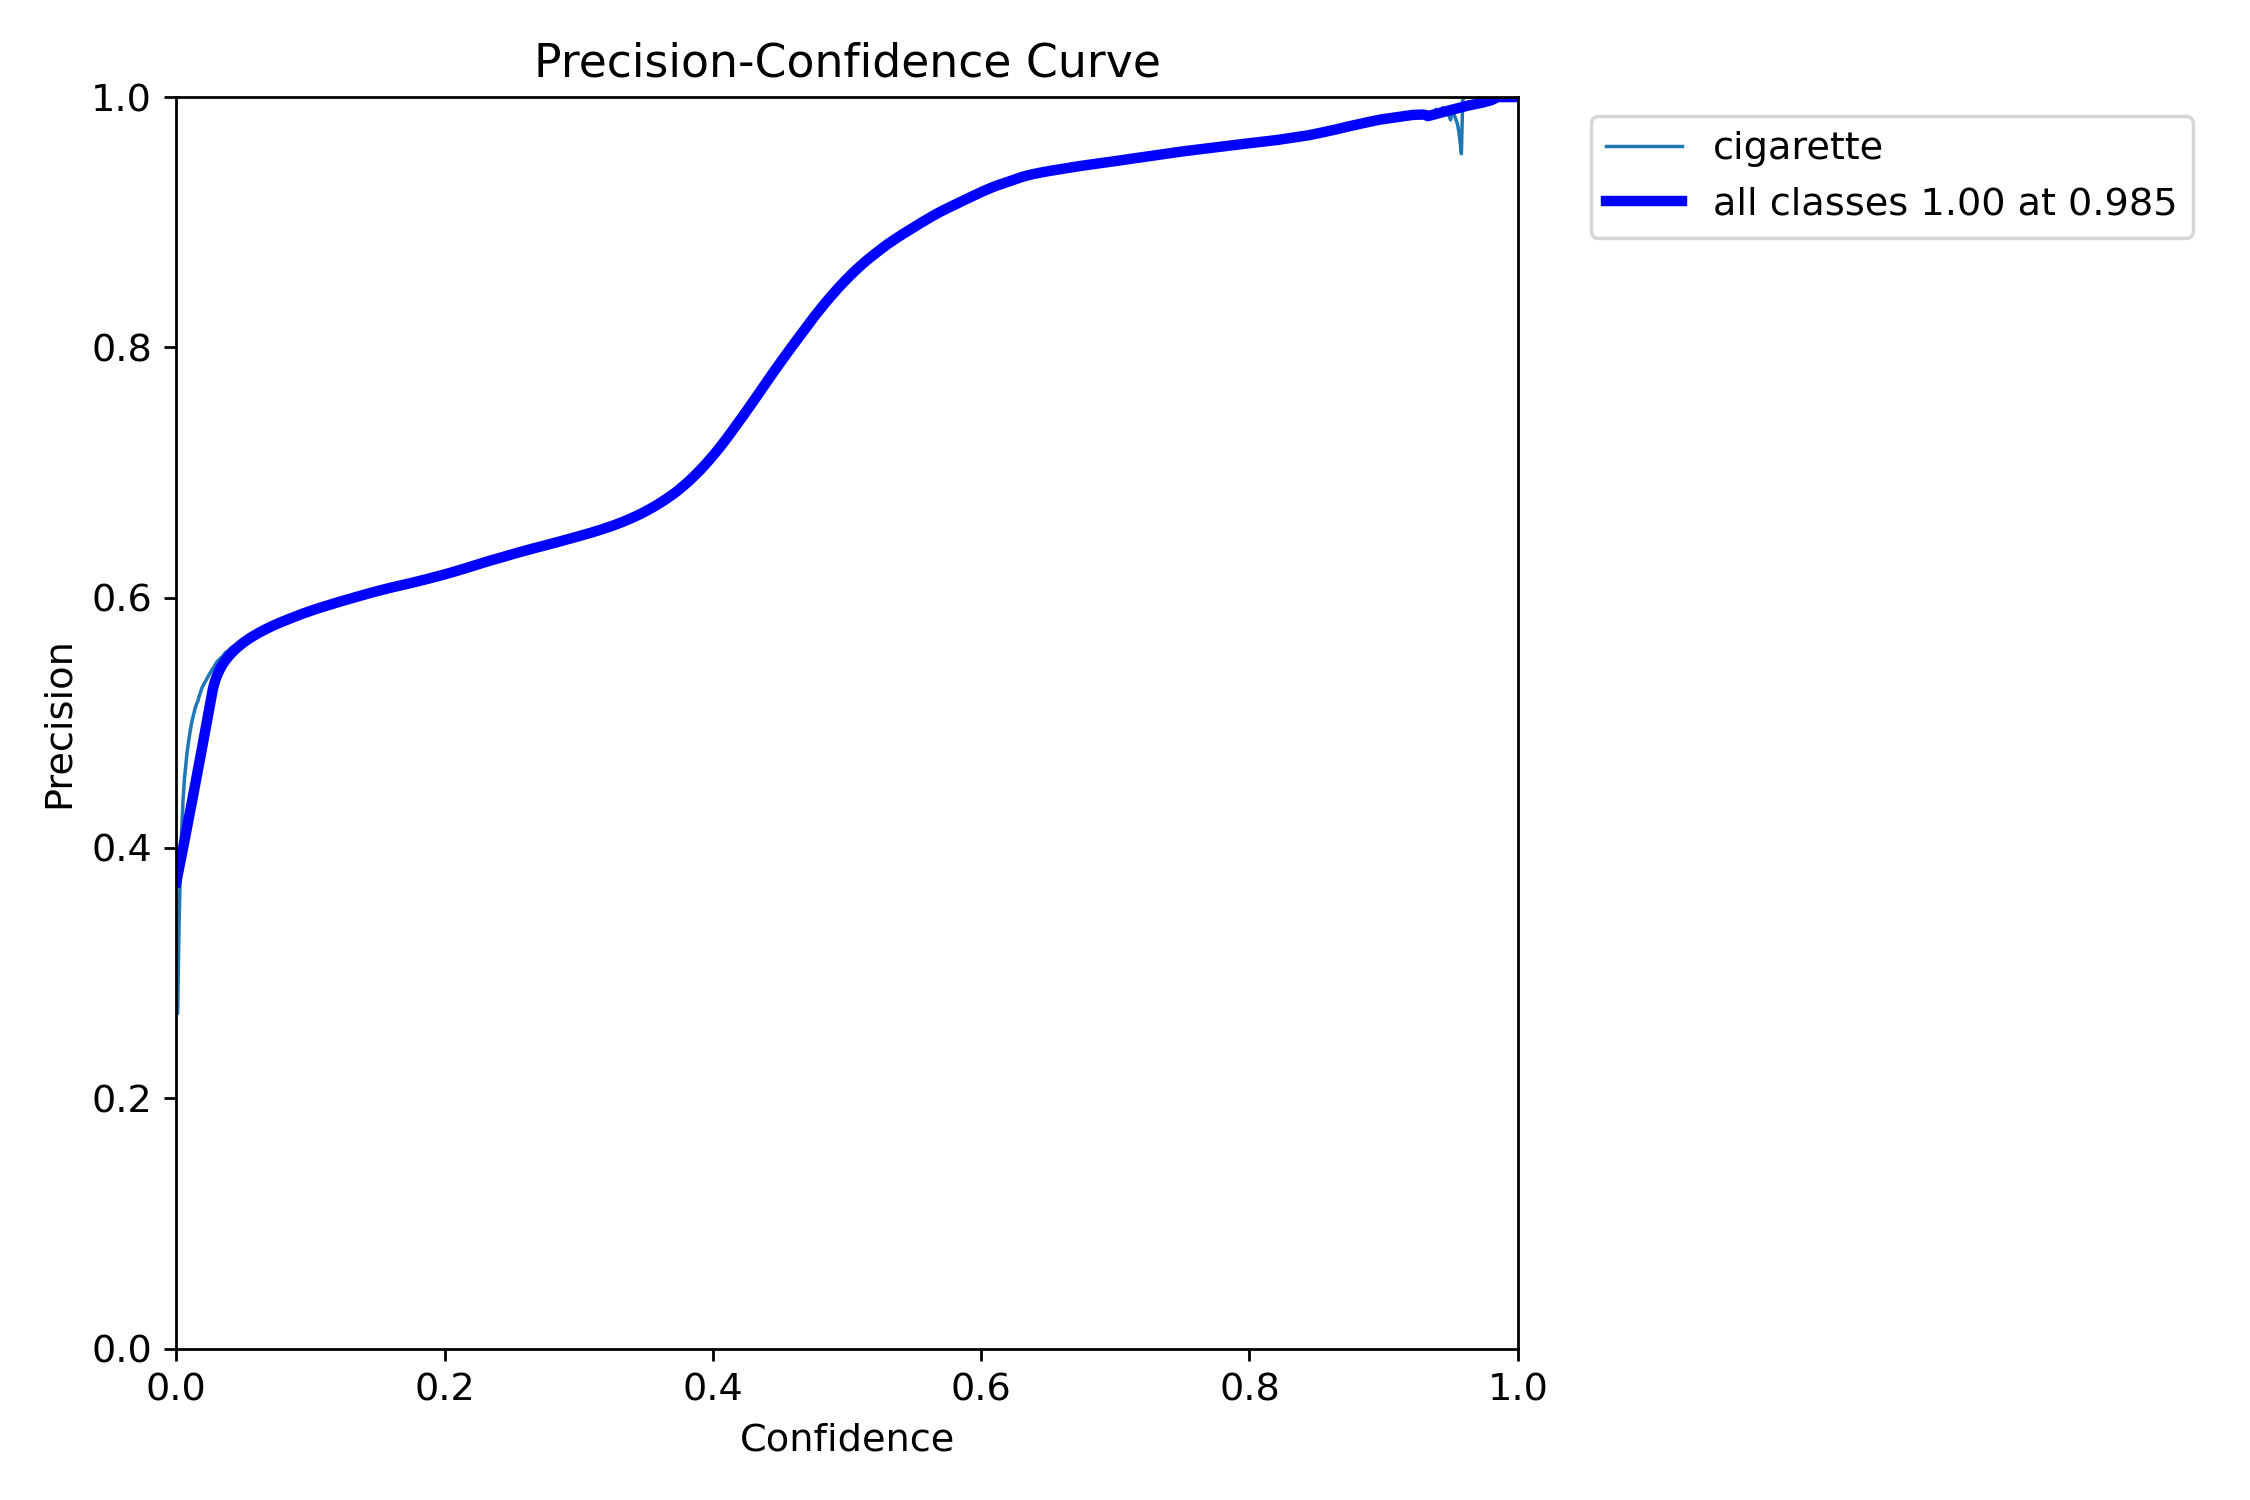 Precision-Confidence Curve
1.0
0.8
0.6
0.4
0.2
0.0
Precision
0.0 0.2 0.4 0.6 0.8 1.0
Confidence
cigarette
all classes 1.00 at 0.985